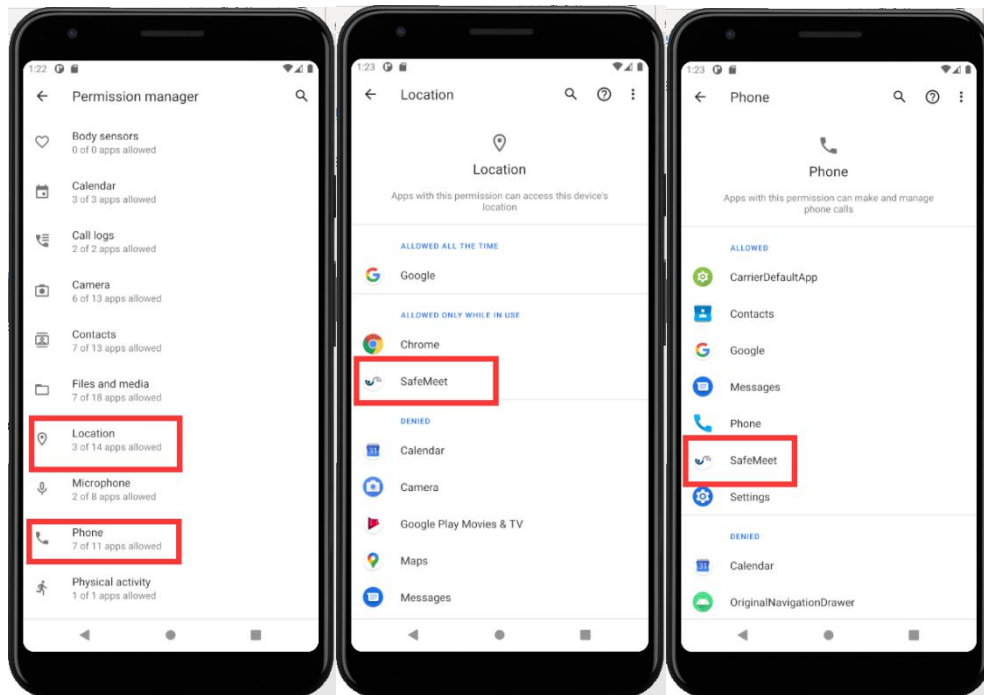 1:22
Permission manager
Body sensors
0 of 0 apps allowed
Calendar
3 of 3 apps allowed
Call logs
2 of 2 apps allowed
Camera
6 of 13 apps allowed
Contacts
7 of 13 apps allowed
Files and media
7 of 18 apps allowed
Location
3 of 14 apps allowed
Microphone
2 of 8 apps allowed
Phone
7 of 11 apps allowed
Physical activity
1 of 1 apps allowed
1:23
Location
Location
Apps with this permission can access this device's
location
ALLOWED ALL THE TIME
Google
ALLOWED ONLY WHILE IN USE
Chrome
SafeMeet
DENIED
Calendar
Camera
Google Play Movies & TV
Maps
Messages
1:23
Phone
Phone
Apps with this permission can make and manage
phone calls
ALLOWED
CarrierDefaultApp
Contacts
Google
Messages
Phone
SafeMeet
Settings
DENIED
Calendar
OriginalNavigationDrawer